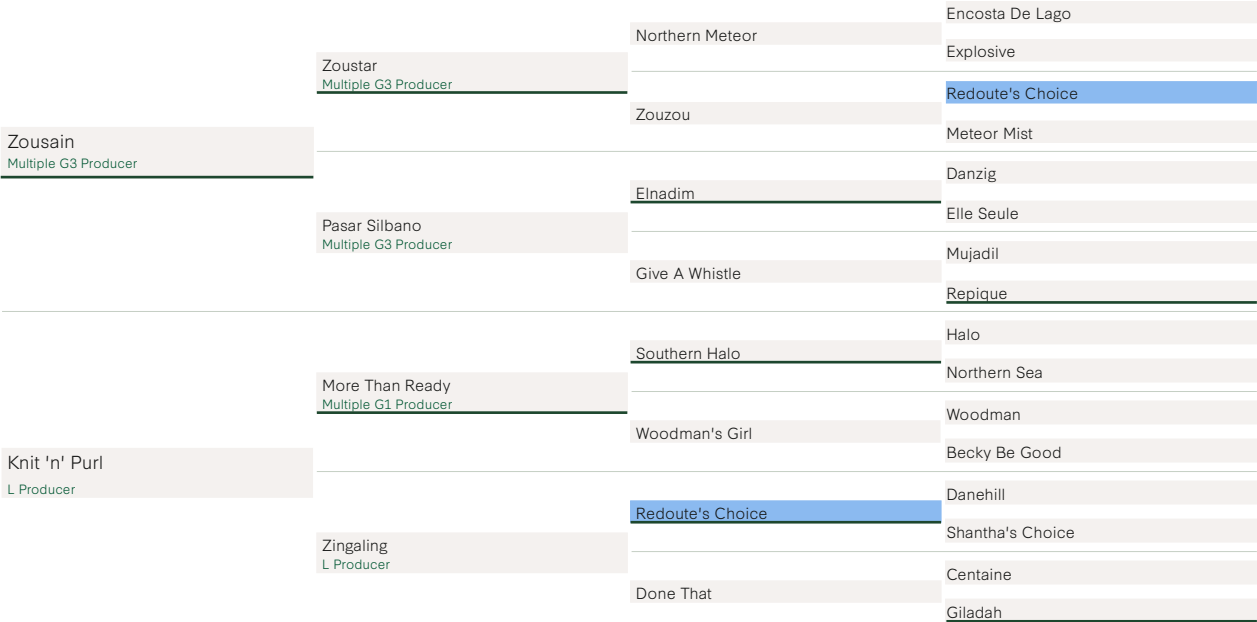 Zousain
Multiple G3 Producer
Knit 'n' Purl
L Producer
Zoustar
Multiple G3 Producer
Pasar Silbano
Multiple G3 Producer
More Than Ready
Multiple G1 Producer
Zingaling
L Producer
Northern Meteor
Zouzou
Elnadim
Give A Whistle
Southern Halo
Woodman's Girl
Redoute's Choice
Done That
Encosta De Lago
Explosive
Redoute's Choice
Meteor Mist
Danzig
Elle Seule
Mujadil
Repique
Halo
Northern Sea
Woodman
Becky Be Good
Danehill
Shantha's Choice
Centaine
Giladah